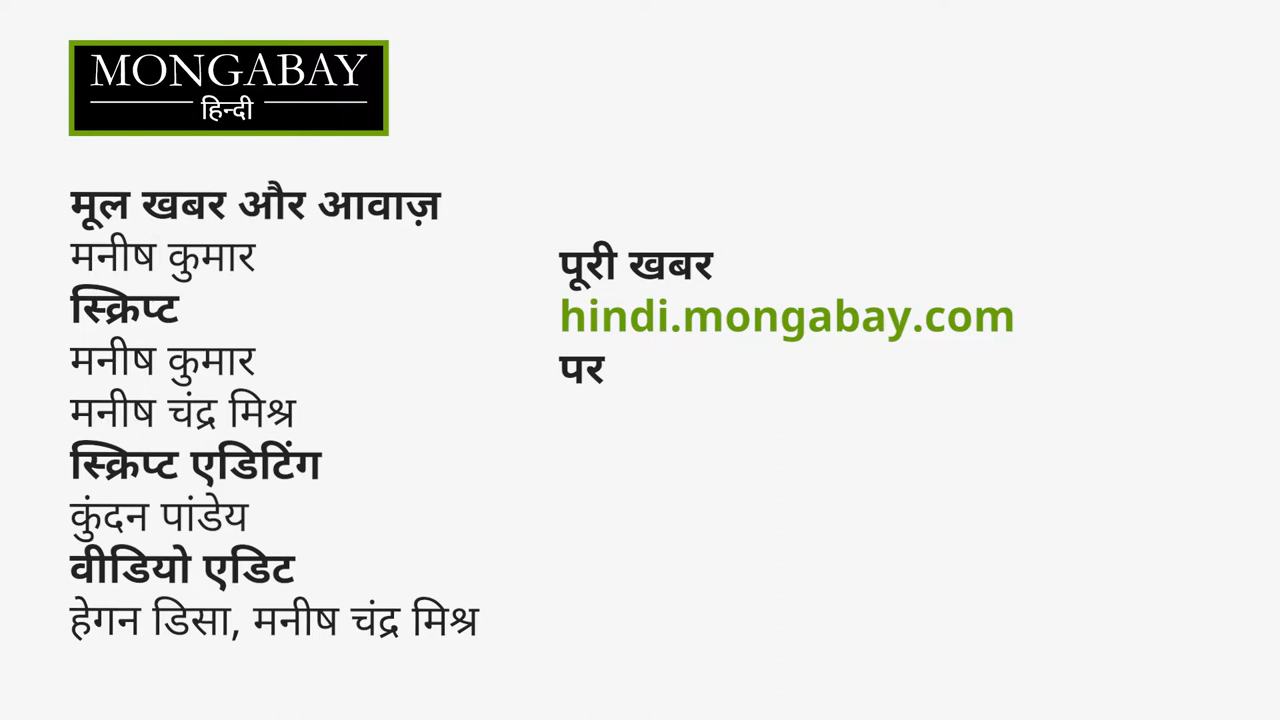 MONGABAY
हिन्दी
मूल खबर और आवाज़
मनीष कुमार
स्क्रिप्ट
मनीष कुमार
मनीष चंद्र मिश्र
स्क्रिप्ट एडिटिंग
कुंदन पांडेय
वीडियो एडिट
हेगन डिसा, मनीष चंद्र मिश्र
पूरी खबर
hindi.mongabay.com
पर